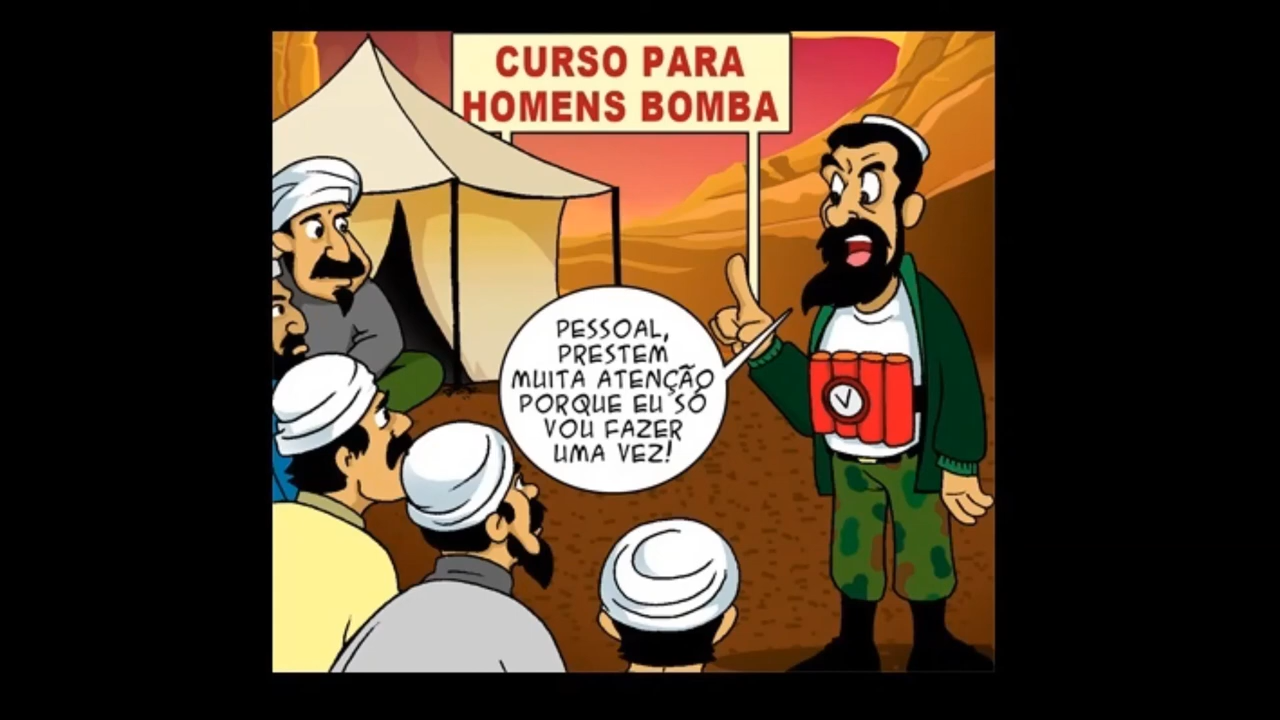 CURSO PARA
HOMENS BOMBA
PESSOAL,
PRESTEM
MUITA ATENÇÃO
PORQUE EU SÓ
VOU FAZER
UMA VEZ!